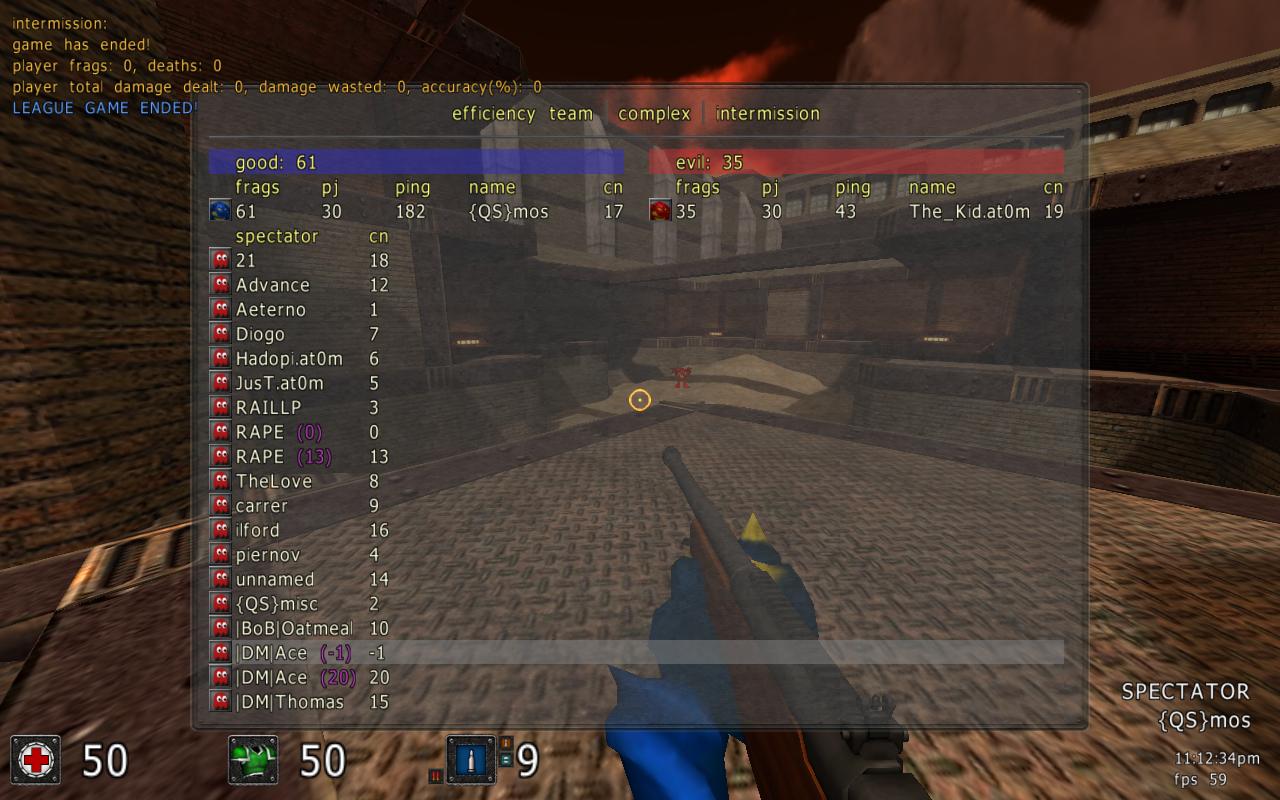 intermission:
game has ended!
player frags: 0, deaths: 0
player total damage dealt: 0, damage wasted: 0, accuracy(%): 0
LEAGUE GAME ENDED!
efficiency team | complex | intermission
good: 61 evil: 35
frags pj ping name cn frags pj ping name cn
61 30 182 {QS}mos 17 35 30 43 The_Kid.at0m 19
spectator cn
21 18
Advance 12
Aeterno 1
Diogo 7
Hadopi.at0m 6
JusT.at0m 5
RAILLP 3
RAPE (0) 0
RAPE (13) 13
TheLove 8
carrer 9
ilford 16
piernov 4
unnamed 14
{QS}misc 2
|BoB|Oatmeal 10
|DM|Ace (-1) -1
|DM|Ace (20) 20
|DM|Thomas 15
SPECTATOR
{QS}mos
50 50 9
11:12:34pm
fps 59